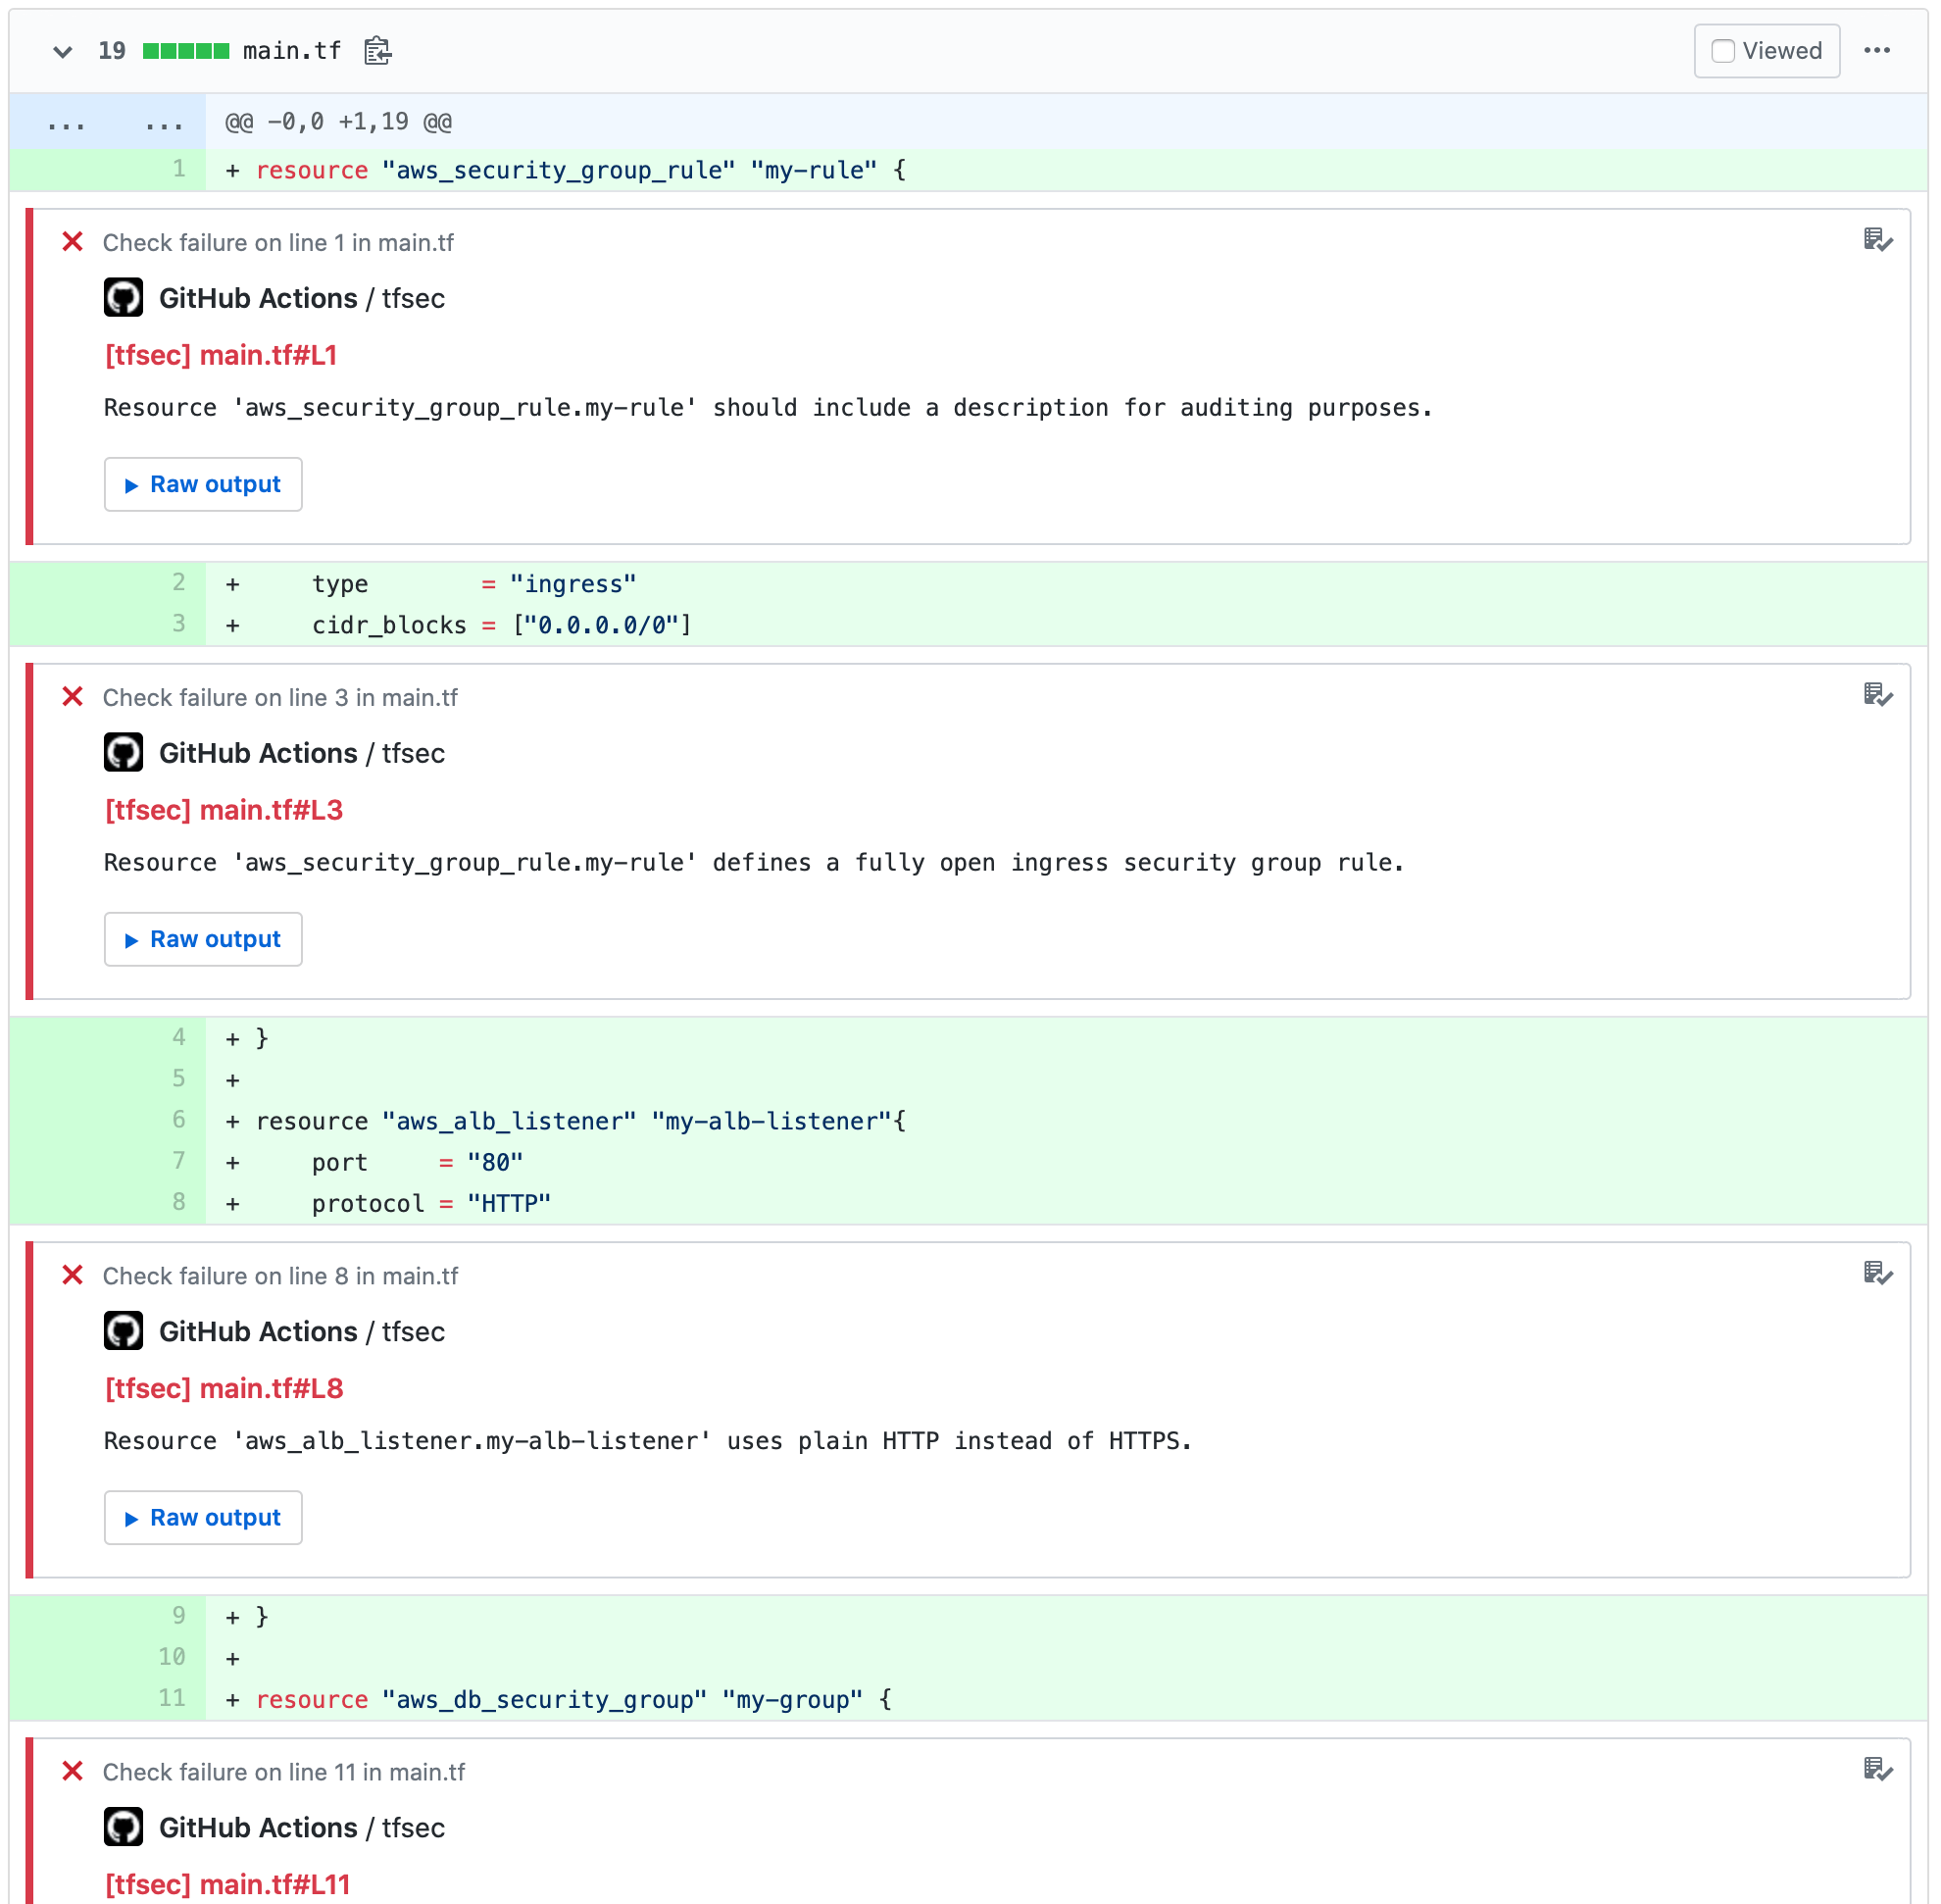 19 main.tf Viewed ...
... ... @@ -0,0 +1,19 @@
1 + resource "aws_security_group_rule" "my-rule" {
Check failure on line 1 in main.tf
GitHub Actions / tfsec
[tfsec] main.tf#L1
Resource 'aws_security_group_rule.my-rule' should include a description for auditing purposes.
Raw output
2 +     type        = "ingress"
3 +     cidr_blocks = ["0.0.0.0/0"]
Check failure on line 3 in main.tf
GitHub Actions / tfsec
[tfsec] main.tf#L3
Resource 'aws_security_group_rule.my-rule' defines a fully open ingress security group rule.
Raw output
4 + }
5 +
6 + resource "aws_alb_listener" "my-alb-listener"{
7 +     port     = "80"
8 +     protocol = "HTTP"
Check failure on line 8 in main.tf
GitHub Actions / tfsec
[tfsec] main.tf#L8
Resource 'aws_alb_listener.my-alb-listener' uses plain HTTP instead of HTTPS.
Raw output
9 + }
10 +
11 + resource "aws_db_security_group" "my-group" {
Check failure on line 11 in main.tf
GitHub Actions / tfsec
[tfsec] main.tf#L11